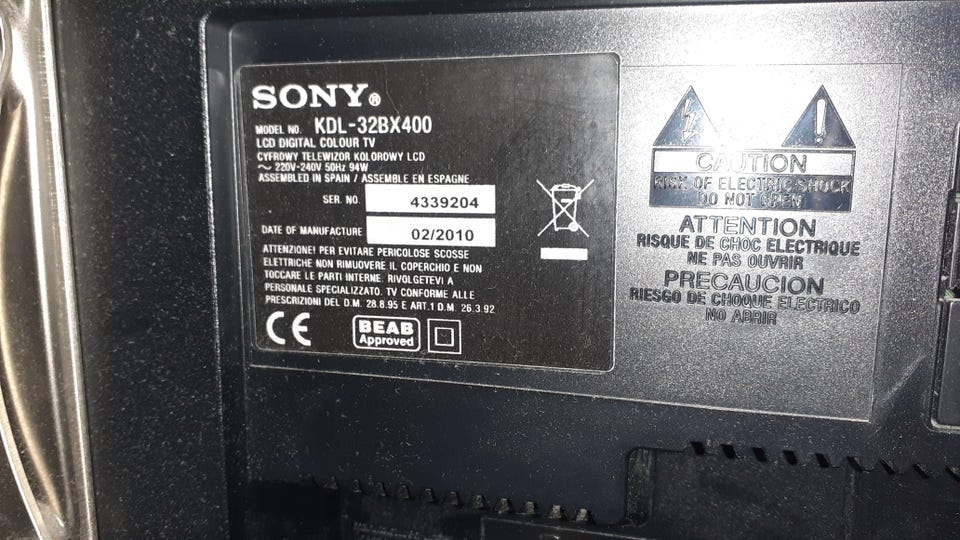 SONY®
MODEL NO. KDL-32BX400
LCD DIGITAL COLOUR TV
CYFROWY TELEWIZOR KOLOROWY LCD
~ 220V-240V 50Hz 94W
ASSEMBLED IN SPAIN / ASSEMBLE EN ESPAGNE
SER. NO. 4339204
DATE OF MANUFACTURE 02/2010
ATTENZIONE! PER EVITARE PERICOLOSE SCOSSE
ELETTRICHE NON RIMUOVERE IL COPERCHIO E NON
TOCCARE LE PARTI INTERNE. RIVOLGETEVI A
PERSONALE SPECIALIZZATO. TV CONFORME ALLE
PRESCRIZIONI DEL D.M. 28.8.95 E ART.1 D.M. 26.3.92
CE
BEAB
Approved
CAUTION
RISK OF ELECTRIC SHOCK
DO NOT OPEN
ATTENTION
RISQUE DE CHOC ELECTRIQUE
NE PAS OUVRIR
PRECAUCION
RIESGO DE CHOQUE ELECTRICO
NO ABRIR